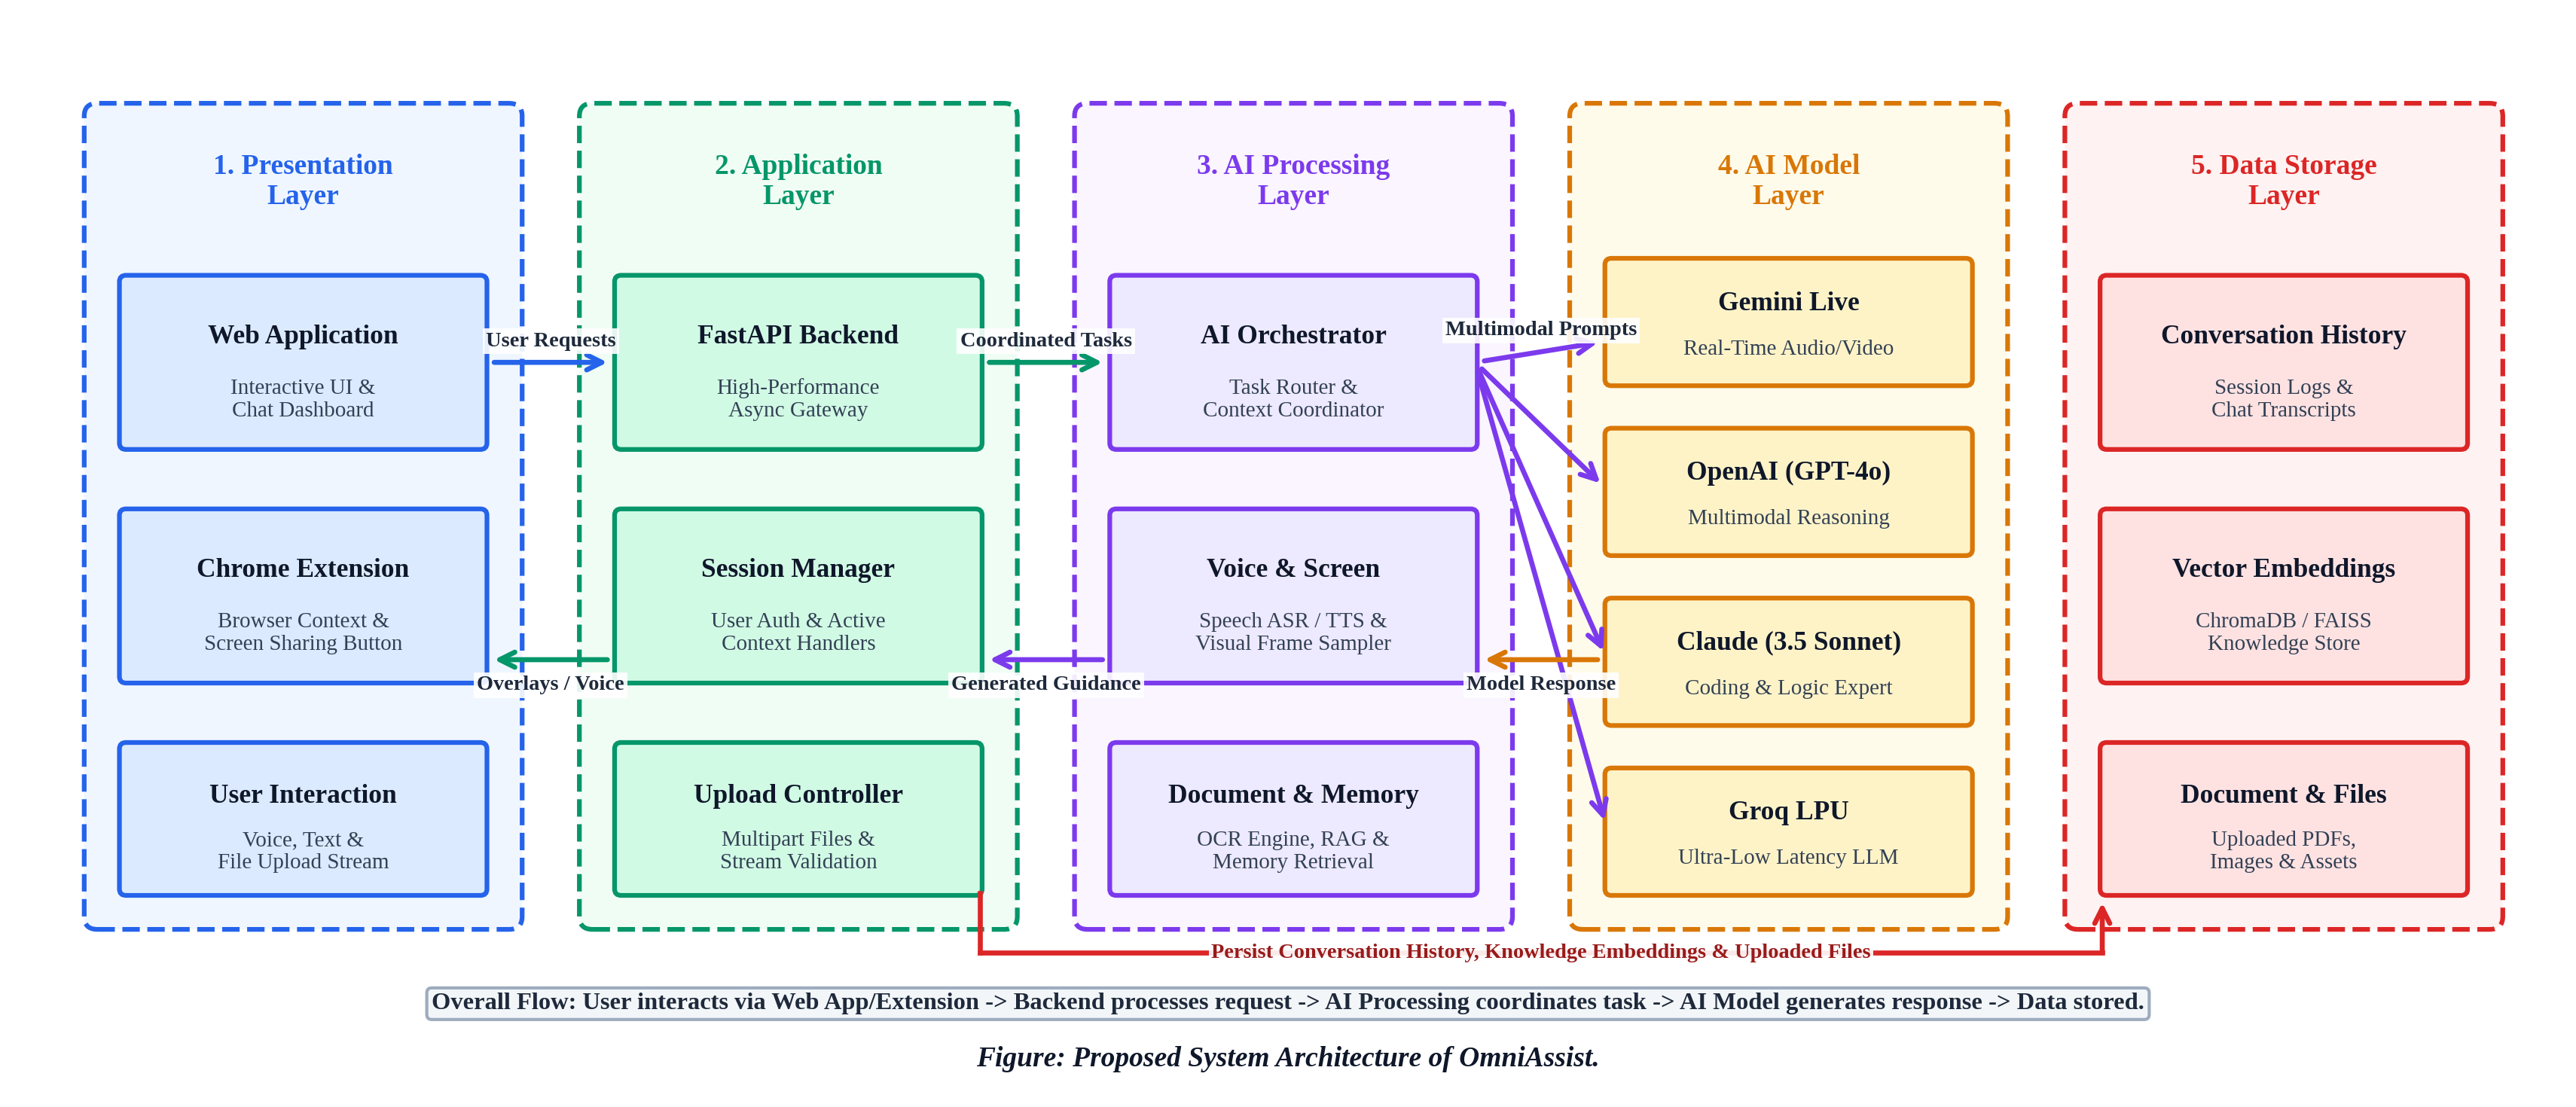 1. Presentation
Layer
Web Application
Interactive UI &
Chat Dashboard
Chrome Extension
Browser Context &
Screen Sharing Button
User Interaction
Voice, Text &
File Upload Stream
User Requests
Overlays / Voice
2. Application
Layer
FastAPI Backend
High-Performance
Async Gateway
Session Manager
User Auth & Active
Context Handlers
Upload Controller
Multipart Files &
Stream Validation
Coordinated Tasks
Generated Guidance
3. AI Processing
Layer
AI Orchestrator
Task Router &
Context Coordinator
Voice & Screen
Speech ASR / TTS &
Visual Frame Sampler
Document & Memory
OCR Engine, RAG &
Memory Retrieval
Multimodal Prompts
Model Response
4. AI Model
Layer
Gemini Live
Real-Time Audio/Video
OpenAI (GPT-4o)
Multimodal Reasoning
Claude (3.5 Sonnet)
Coding & Logic Expert
Groq LPU
Ultra-Low Latency LLM
5. Data Storage
Layer
Conversation History
Session Logs &
Chat Transcripts
Vector Embeddings
ChromaDB / FAISS
Knowledge Store
Document & Files
Uploaded PDFs,
Images & Assets
Persist Conversation History, Knowledge Embeddings & Uploaded Files
Overall Flow: User interacts via Web App/Extension -> Backend processes request -> AI Processing coordinates task -> AI Model generates response -> Data stored.
Figure: Proposed System Architecture of OmniAssist.